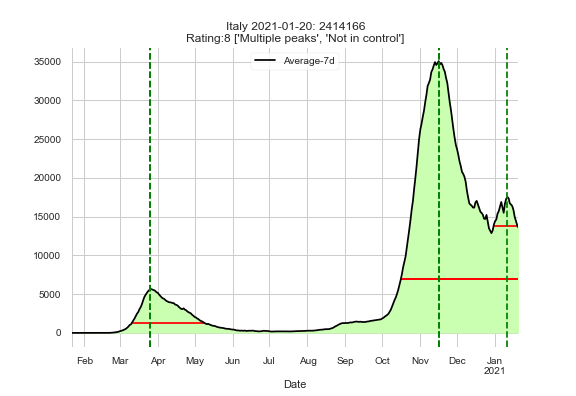 Italy 2021-01-20: 2414166
Rating:8 ['Multiple peaks', 'Not in control']
Average-7d
35000
30000
25000
20000
15000
10000
5000
0
Feb Mar Apr May Jun Jul Aug Sep Oct Nov Dec Jan
2021
Date